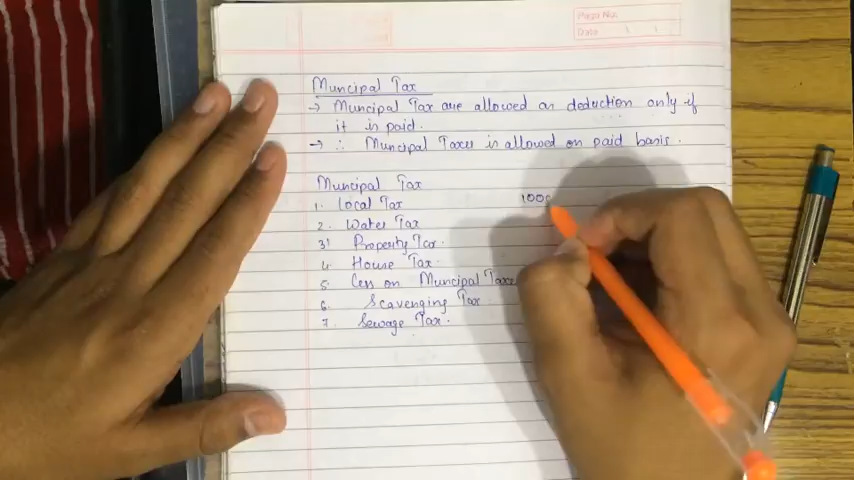 Page No:
Date
Muncipal Tax
→ Muncipal Tax are allowed an deduction only if
it is paid.
→ ∴ Muncipal Taxes is allowed on paid basis.
Muncipal Tax
1. Local Tax 1000
2. Water Tax
3. Property Tax.
4. House Tax.
5. Cess on Muncipal Taxes
6. Scavenging Tax
7. Sewage Tax.